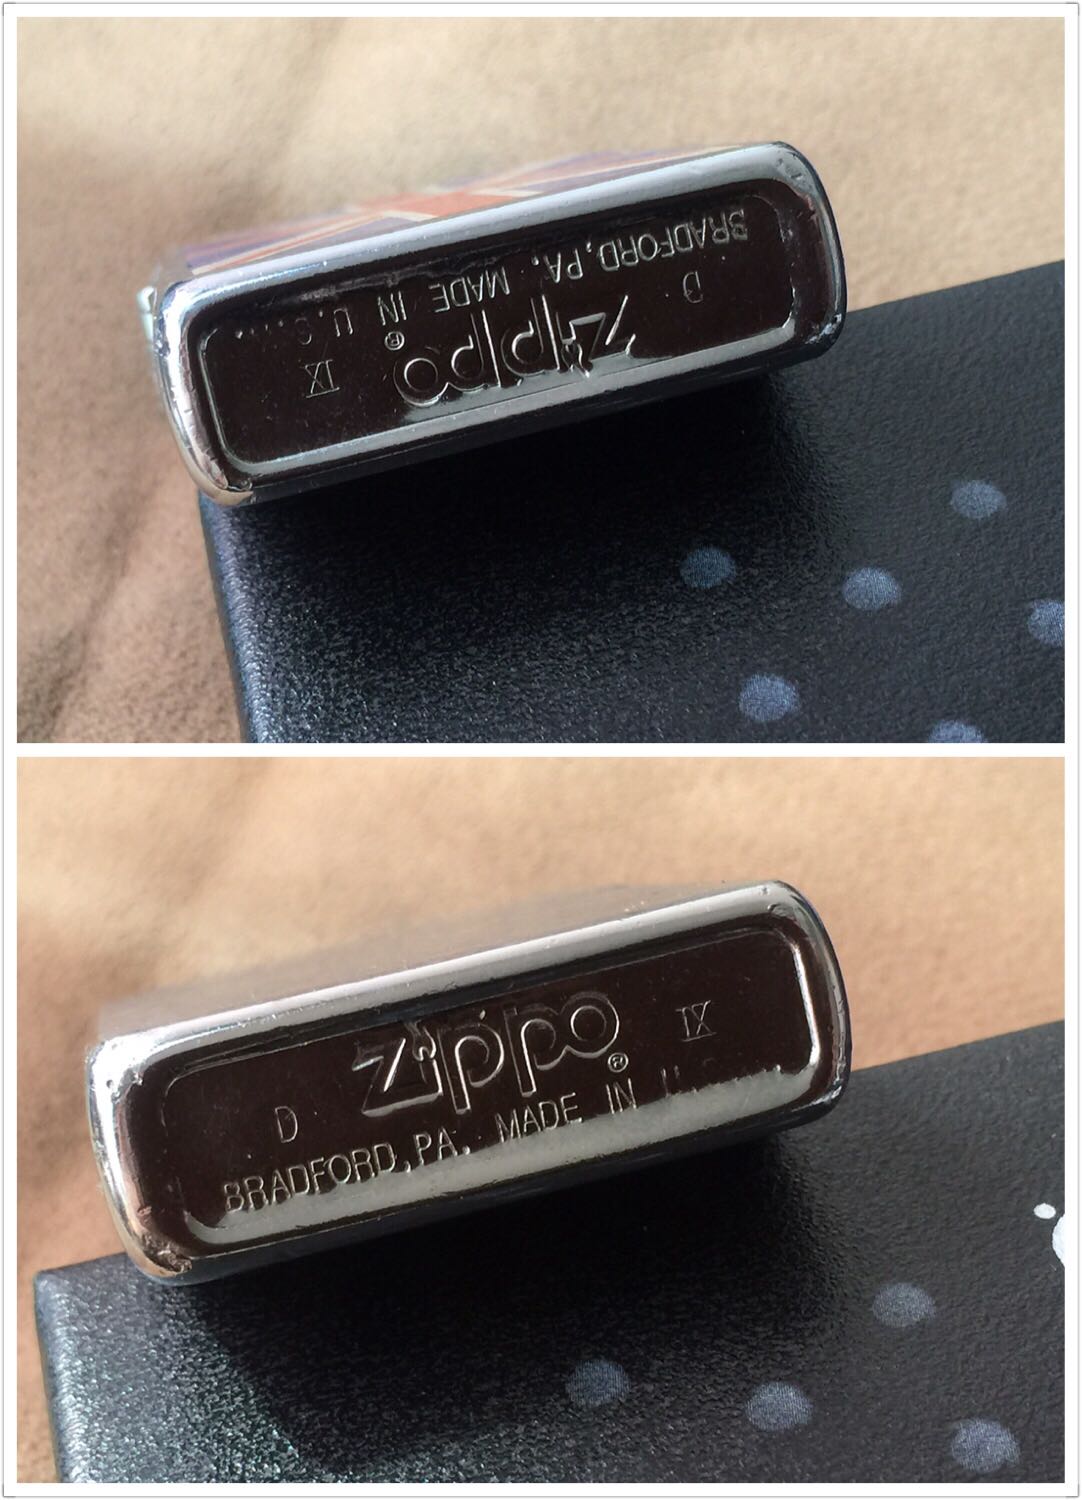 D zippo® IX
BRADFORD, PA. MADE IN U.S.
D zippo® IX
BRADFORD, PA. MADE IN U.